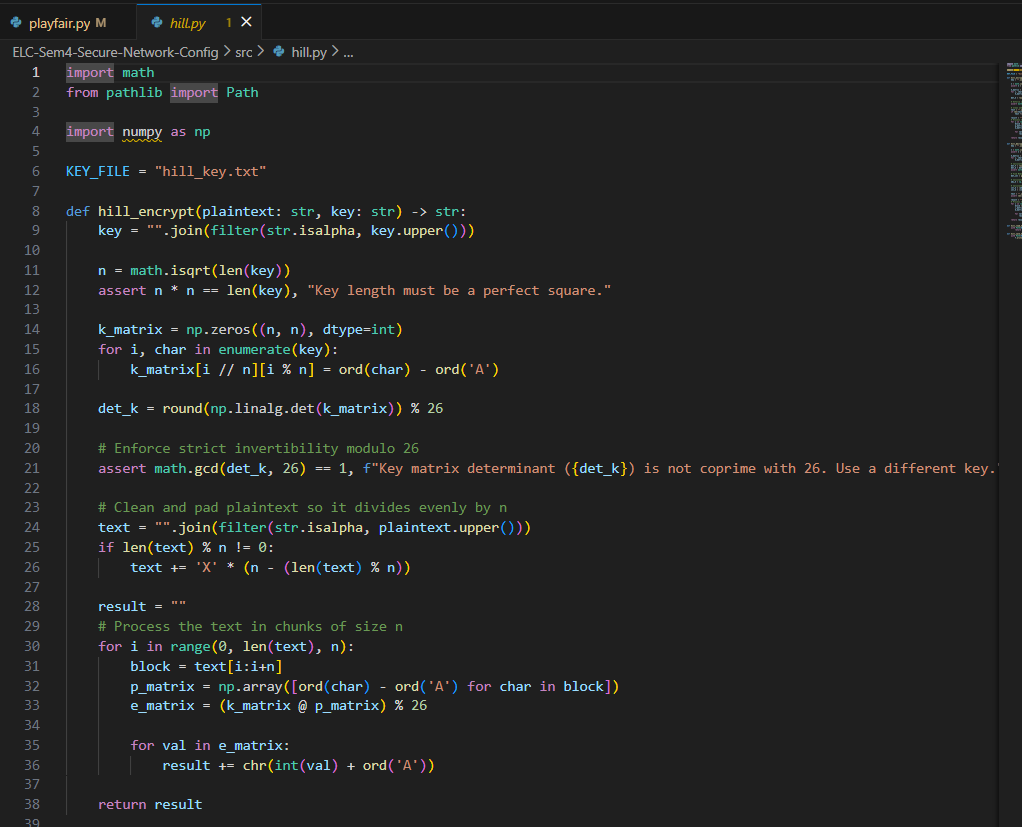 playfair.py M
hill.py 1
ELC-Sem4-Secure-Network-Config > src > hill.py > ...
1 import math
2 from pathlib import Path
3
4 import numpy as np
5
6 KEY_FILE = "hill_key.txt"
7
8 def hill_encrypt(plaintext: str, key: str) -> str:
9     key = "".join(filter(str.isalpha, key.upper()))
10
11     n = math.isqrt(len(key))
12     assert n * n == len(key), "Key length must be a perfect square."
13
14     k_matrix = np.zeros((n, n), dtype=int)
15     for i, char in enumerate(key):
16         k_matrix[i // n][i % n] = ord(char) - ord('A')
17
18     det_k = round(np.linalg.det(k_matrix)) % 26
19
20     # Enforce strict invertibility modulo 26
21     assert math.gcd(det_k, 26) == 1, f"Key matrix determinant ({det_k}) is not coprime with 26. Use a different key.
22
23     # Clean and pad plaintext so it divides evenly by n
24     text = "".join(filter(str.isalpha, plaintext.upper()))
25     if len(text) % n != 0:
26         text += 'X' * (n - (len(text) % n))
27
28     result = ""
29     # Process the text in chunks of size n
30     for i in range(0, len(text), n):
31         block = text[i:i+n]
32         p_matrix = np.array([ord(char) - ord('A') for char in block])
33         e_matrix = (k_matrix @ p_matrix) % 26
34
35         for val in e_matrix:
36             result += chr(int(val) + ord('A'))
37
38     return result
39